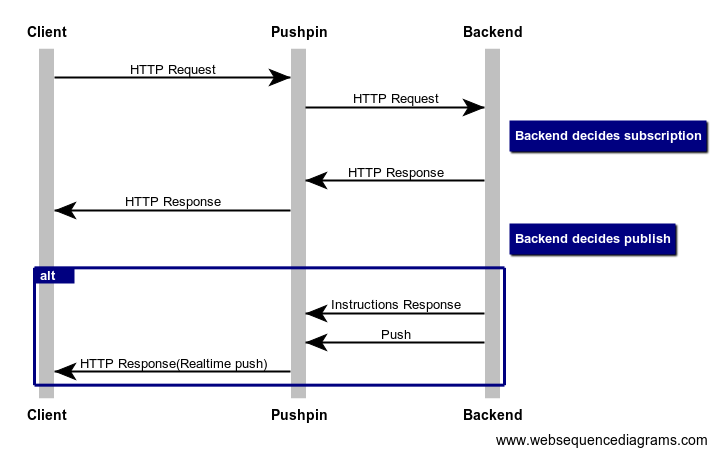 Client Pushpin Backend
HTTP Request
HTTP Request
Backend decides subscription
HTTP Response
HTTP Response
Backend decides publish
alt
Instructions Response
Push
HTTP Response(Realtime push)
Client Pushpin Backend
www.websequencediagrams.com